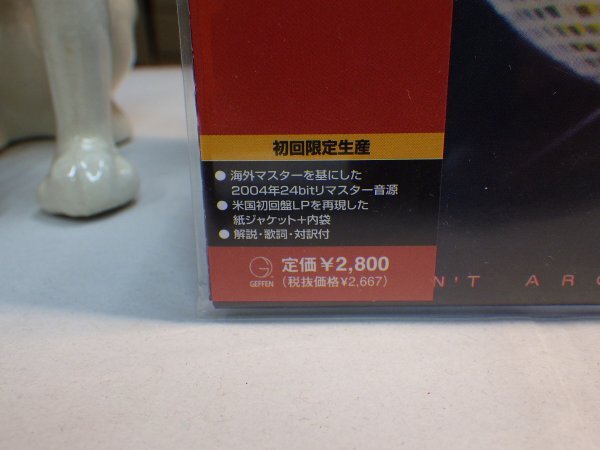 初回限定生産
● 海外マスターを基にした
2004年24bitリマスター音源
● 米国初回盤LPを再現した
紙ジャケット+内袋
● 解説・歌詞・対訳付
定価¥2,800
GEFFEN
(税抜価格¥2,667)
N'T ARO